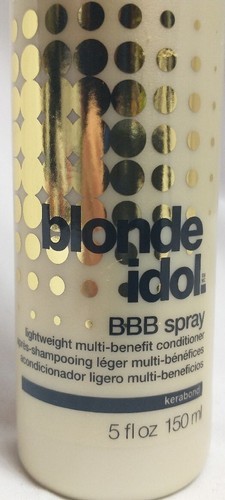 blonde
idol.
BBB spray
lightweight multi-benefit conditioner
après-shampooing léger multi-bénéfices
acondicionador ligero multi-beneficios
kerabond
5 fl oz 150 ml